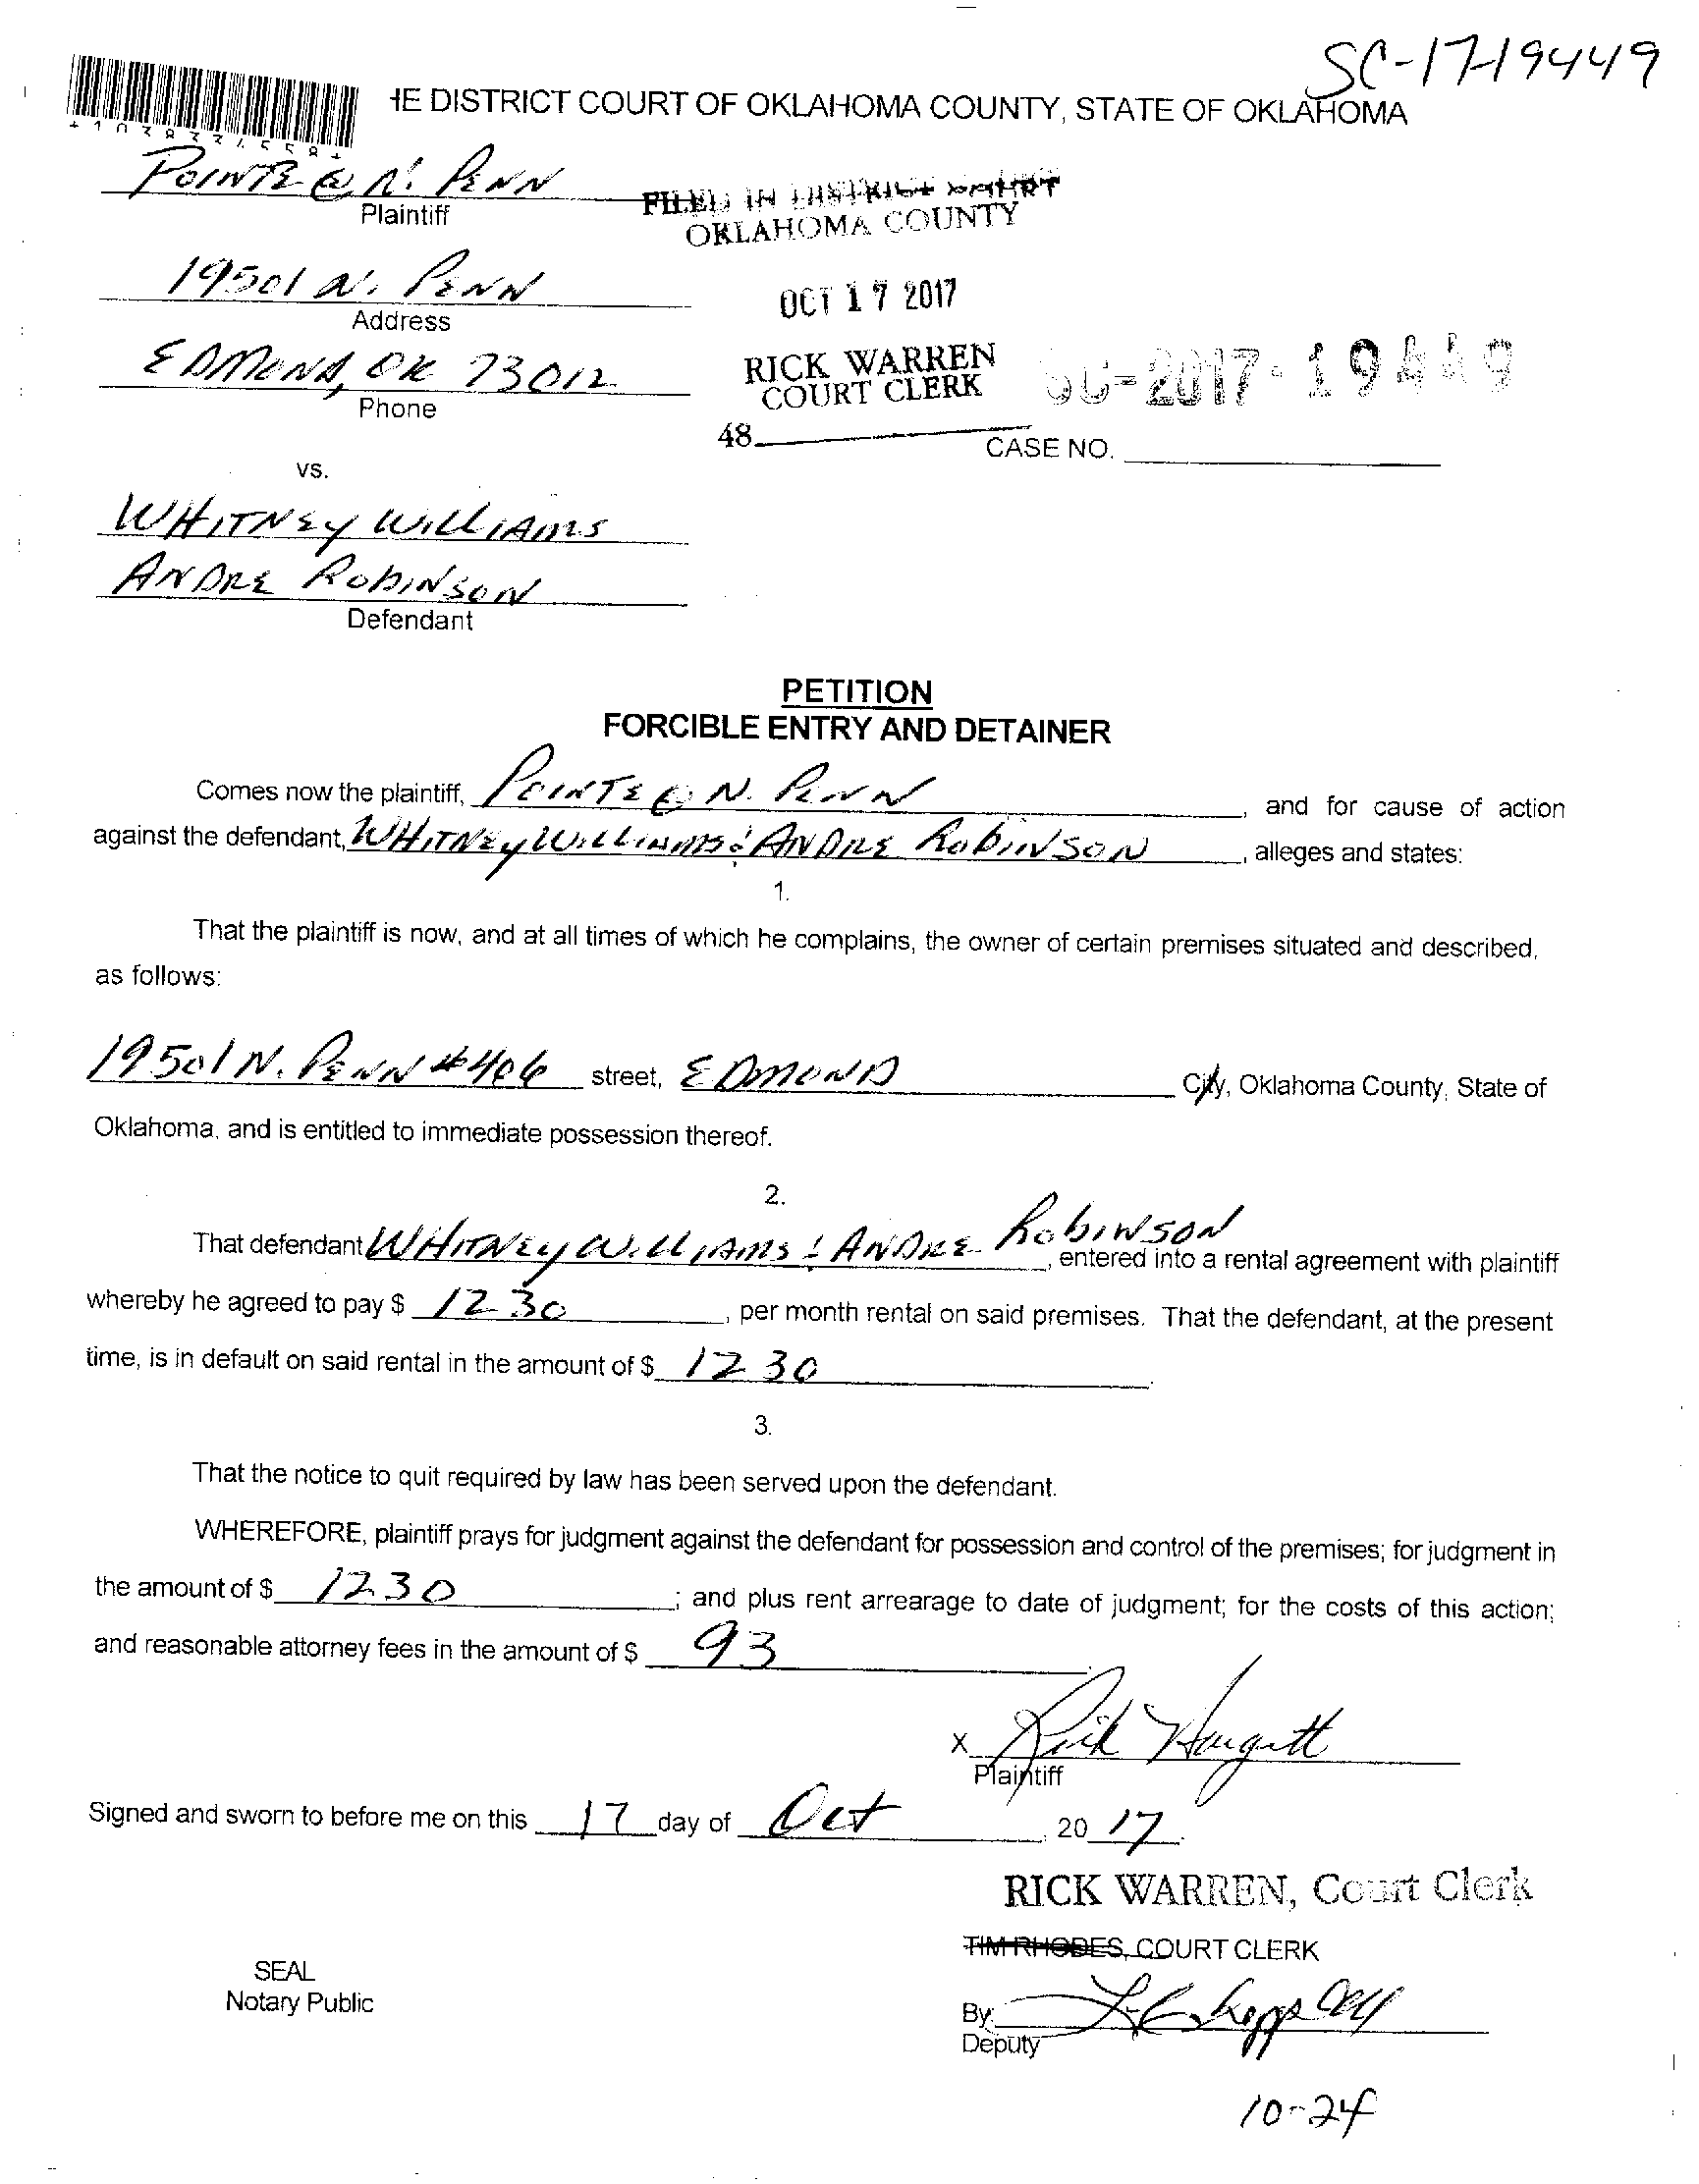 SC-17-19449
HE DISTRICT COURT OF OKLAHOMA COUNTY, STATE OF OKLAHOMA
POINTE @ N. PENN
Plaintiff
FILED IN DISTRICT COURT
OKLAHOMA COUNTY
19501 N. PENN
Address
OCT 17 2017
EDMOND, OK 73012
Phone
RICK WARREN
COURT CLERK
SC-2017-19449
48
CASE NO.
vs.
WHITNEY WILLIAMS
ANDRE ROBINSON
Defendant
PETITION
FORCIBLE ENTRY AND DETAINER
Comes now the plaintiff, POINTE @ N. PENN, and for cause of action
against the defendant, WHITNEY WILLIAMS & ANDRE ROBINSON, alleges and states:
1.
That the plaintiff is now, and at all times of which he complains, the owner of certain premises situated and described,
as follows:
19501 N. PENN #406 street, EDMOND City, Oklahoma County, State of
Oklahoma, and is entitled to immediate possession thereof.
2.
That defendant WHITNEY WILLIAMS & ANDRE ROBINSON, entered into a rental agreement with plaintiff
whereby he agreed to pay $ 1230, per month rental on said premises. That the defendant, at the present
time, is in default on said rental in the amount of $ 1230.
3.
That the notice to quit required by law has been served upon the defendant.
WHEREFORE, plaintiff prays for judgment against the defendant for possession and control of the premises; for judgment in
the amount of $ 1230; and plus rent arrearage to date of judgment; for the costs of this action;
and reasonable attorney fees in the amount of $ 93.
X Rick Hargett
Plaintiff
Signed and sworn to before me on this 17 day of Oct, 20 17.
RICK WARREN, Court Clerk
TIM RHODES, COURT CLERK
SEAL
Notary Public
By:
Deputy
10-24